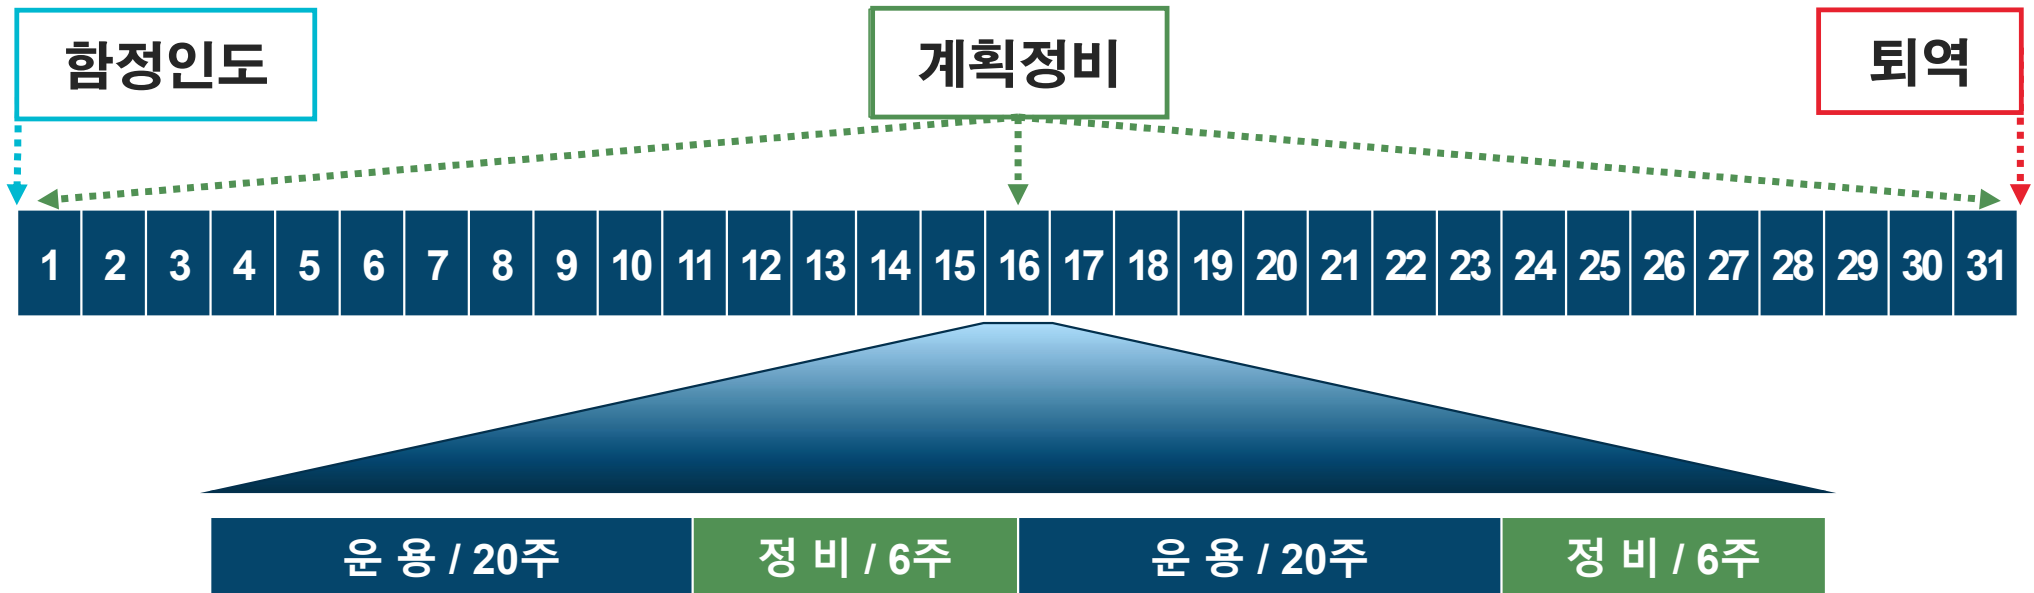 함정인도
계획정비
퇴역
1 2 3 4 5 6 7 8 9 10 11 12 13 14 15 16 17 18 19 20 21 22 23 24 25 26 27 28 29 30 31
운 용 / 20주 정 비 / 6주 운 용 / 20주 정 비 / 6주